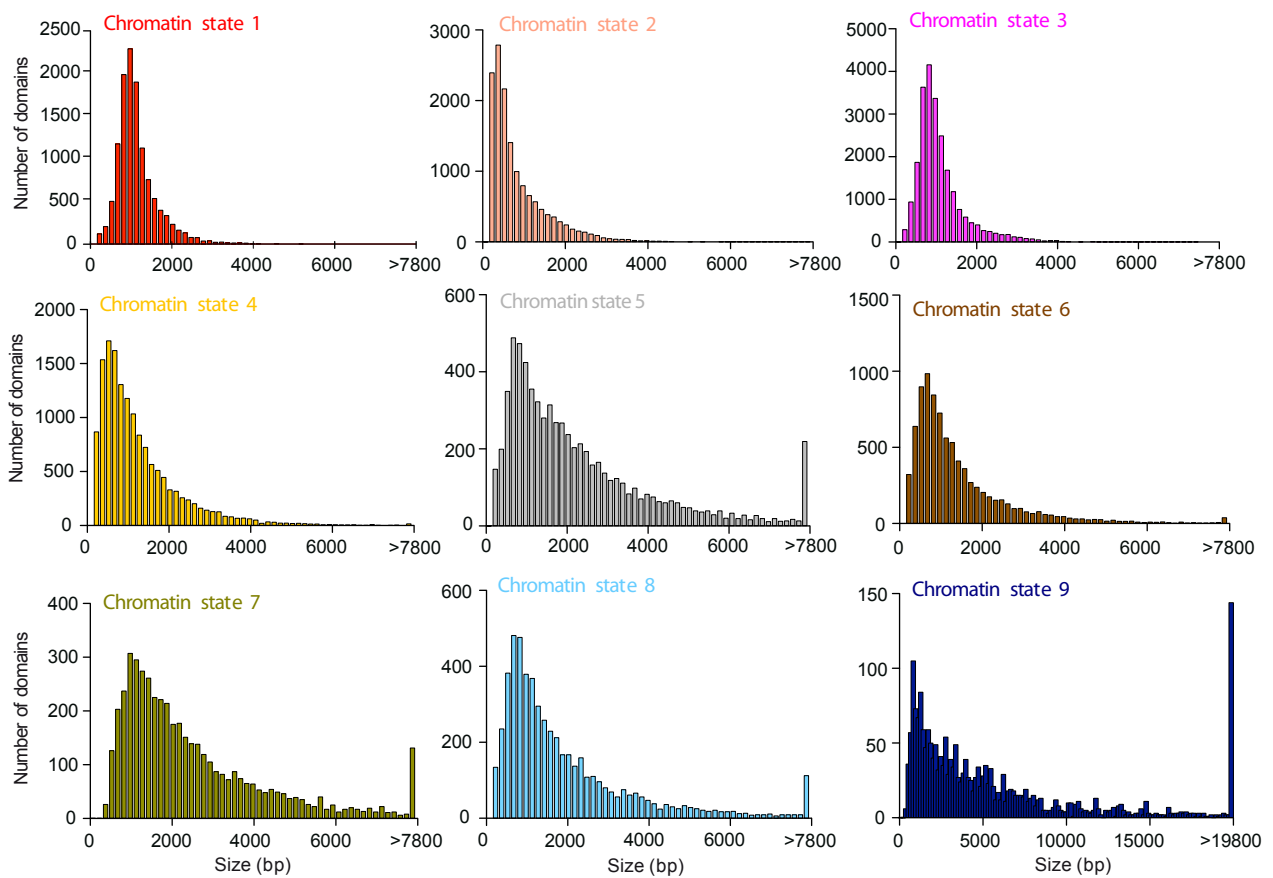 Chromatin state 1
Number of domains
2500
2000
1500
1000
500
0
0 2000 4000 6000 >7800
Chromatin state 2
3000
2000
1000
0
0 2000 4000 6000 >7800
Chromatin state 3
5000
4000
3000
2000
1000
0
0 2000 4000 6000 >7800
Chromatin state 4
Number of domains
2000
1500
1000
500
0
0 2000 4000 6000 >7800
Chromatin state 5
600
400
200
0
0 2000 4000 6000 >7800
Chromatin state 6
1500
1000
500
0
0 2000 4000 6000 >7800
Chromatin state 7
Number of domains
400
300
200
100
0
0 2000 4000 6000 >7800
Size (bp)
Chromatin state 8
600
400
200
0
0 2000 4000 6000 >7800
Size (bp)
Chromatin state 9
150
100
50
0
0 5000 10000 15000 >19800
Size (bp)